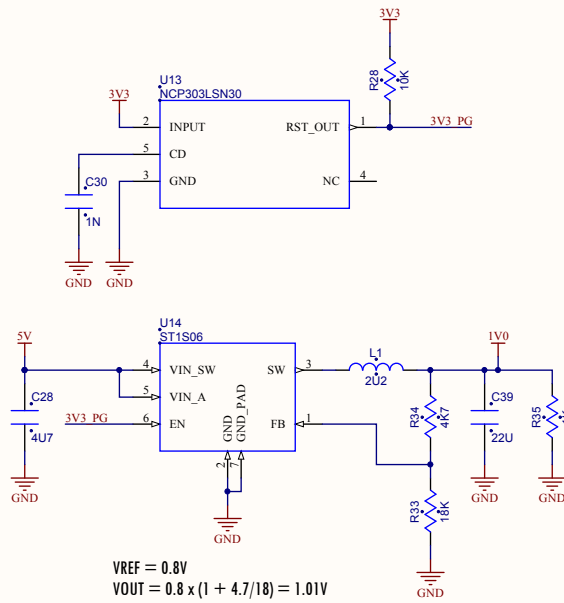 3V3
U13
NCP303LSN30
3V3
R28
10K
2 INPUT
RST_OUT 1
3V3_PG
5 CD
3 GND
NC 4
C30
1N
GND
GND
U14
ST1S06
5V
1V0
4 VIN_SW
SW 3
L1
2U2
5 VIN_A
C28
4U7
3V3_PG
6 EN
GND
GND_PAD
2
7
FB 1
R34
4K7
C39
22U
R35
GND
GND
GND
GND
R33
18K
GND
VREF = 0.8V
VOUT = 0.8 x (1 + 4.7/18) = 1.01V